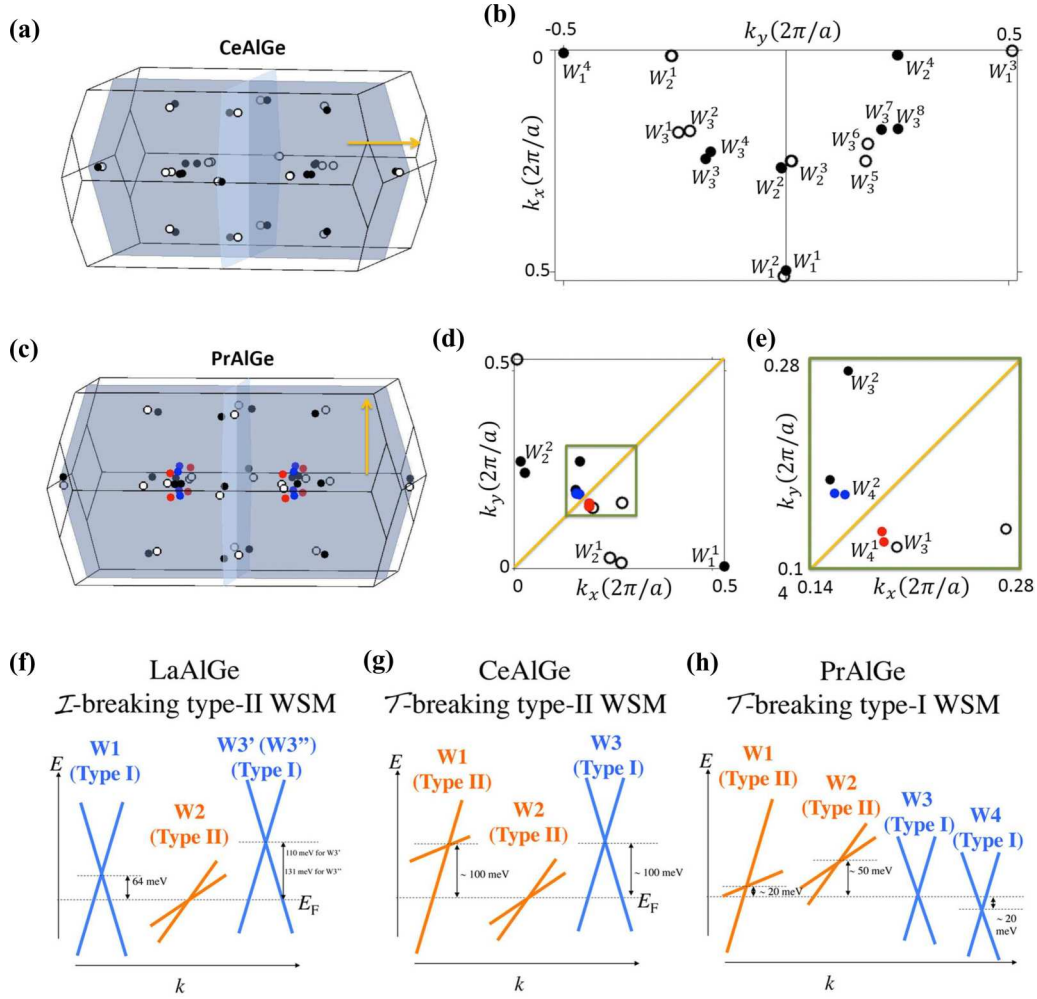 (a)
CeAlGe
(b)
-0.5 k_y(2π/a) 0.5
0
k_x(2π/a)
0.5
W_1^4
W_2^1
W_2^4
W_1^3
W_3^1
W_3^2
W_3^3
W_3^4
W_3^7
W_3^8
W_3^6
W_3^5
W_2^2
W_2^3
W_1^2
W_1^1
(c)
PrAlGe
(d)
0.5
k_y(2π/a)
0
W_2^2
W_2^1
W_1^1
0
k_x(2π/a)
0.5
(e)
0.28
k_y(2π/a)
0.1
4
W_3^2
W_4^2
W_4^1
W_3^1
0.14
k_x(2π/a)
0.28
(f)
LaAlGe
I-breaking type-II WSM
E
W1
(Type I)
W2
(Type II)
W3' (W3'')
(Type I)
64 meV
110 meV for W3'
131 meV for W3''
E_F
k
(g)
CeAlGe
T-breaking type-II WSM
E
W1
(Type II)
W2
(Type II)
W3
(Type I)
~ 100 meV
~ 100 meV
E_F
k
(h)
PrAlGe
T-breaking type-I WSM
E
W1
(Type II)
W2
(Type II)
W3
(Type I)
W4
(Type I)
~ 20 meV
~ 50 meV
~ 20
meV
k